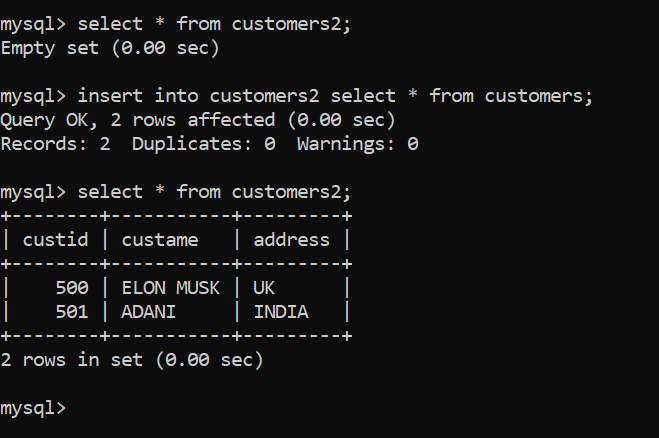 mysql> select * from customers2;
Empty set (0.00 sec)
mysql> insert into customers2 select * from customers;
Query OK, 2 rows affected (0.00 sec)
Records: 2  Duplicates: 0  Warnings: 0
mysql> select * from customers2;
+--------+-----------+---------+
| custid | custame   | address |
+--------+-----------+---------+
|    500 | ELON MUSK | UK      |
|    501 | ADANI     | INDIA   |
+--------+-----------+---------+
2 rows in set (0.00 sec)
mysql>